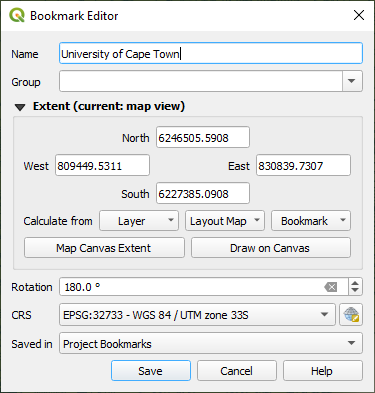 Bookmark Editor
Name University of Cape Town
Group
Extent (current: map view)
North 6246505.5908
West 809449.5311 East 830839.7307
South 6227385.0908
Calculate from Layer Layout Map Bookmark
Map Canvas Extent Draw on Canvas
Rotation 180.0 °
CRS EPSG:32733 - WGS 84 / UTM zone 33S
Saved in Project Bookmarks
Save Cancel Help